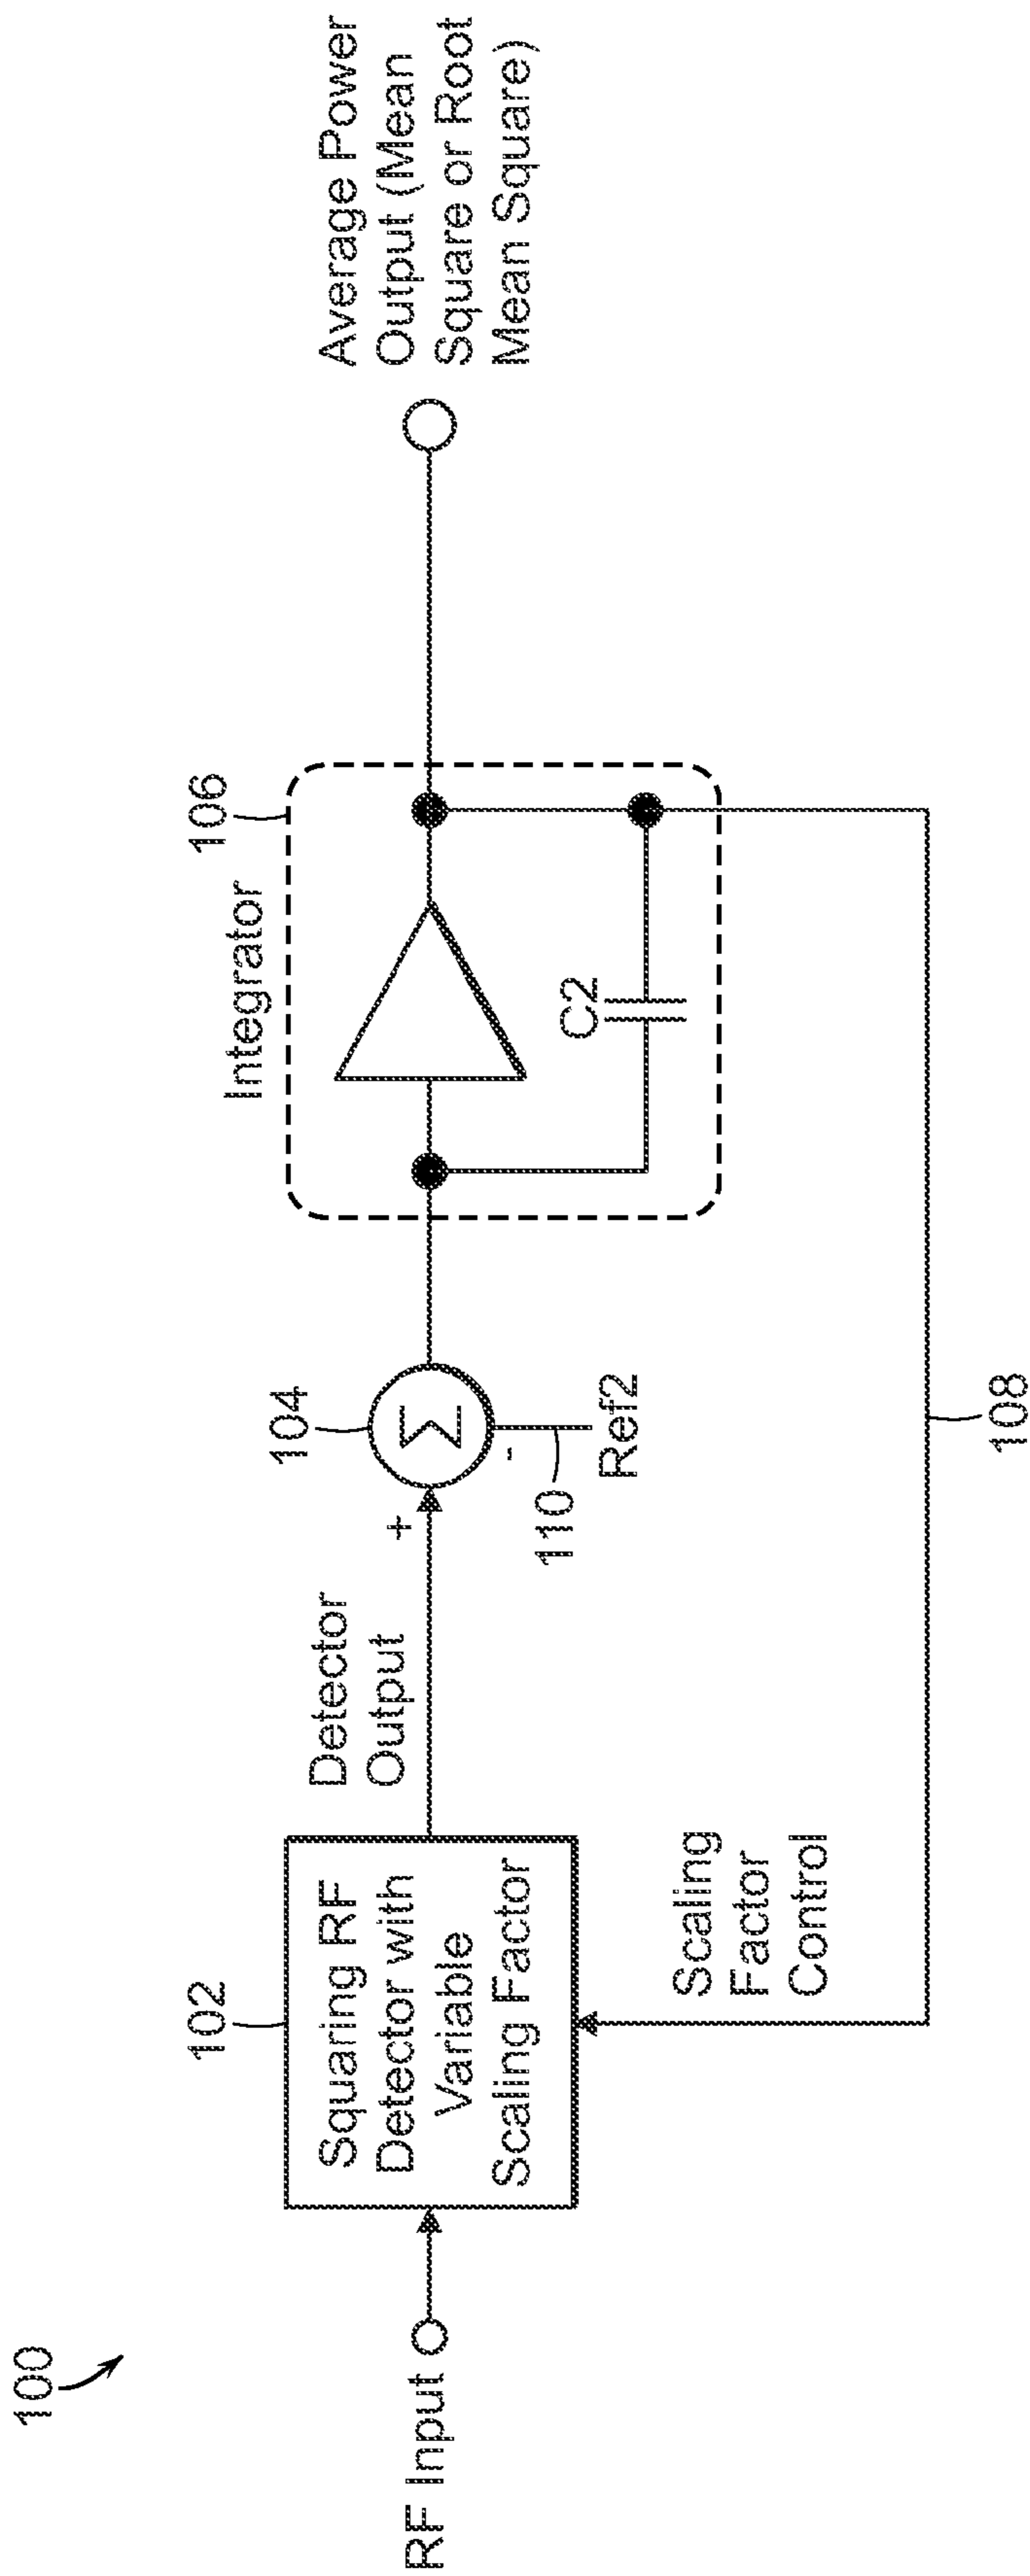 100
RF Input
102
Squaring RF
Detector with
Variable
Scaling Factor
Detector
Output
+
104
Σ
-
110
Ref2
Integrator
106
C2
Average Power
Output (Mean
Square or Root
Mean Square)
Scaling
Factor
Control
108